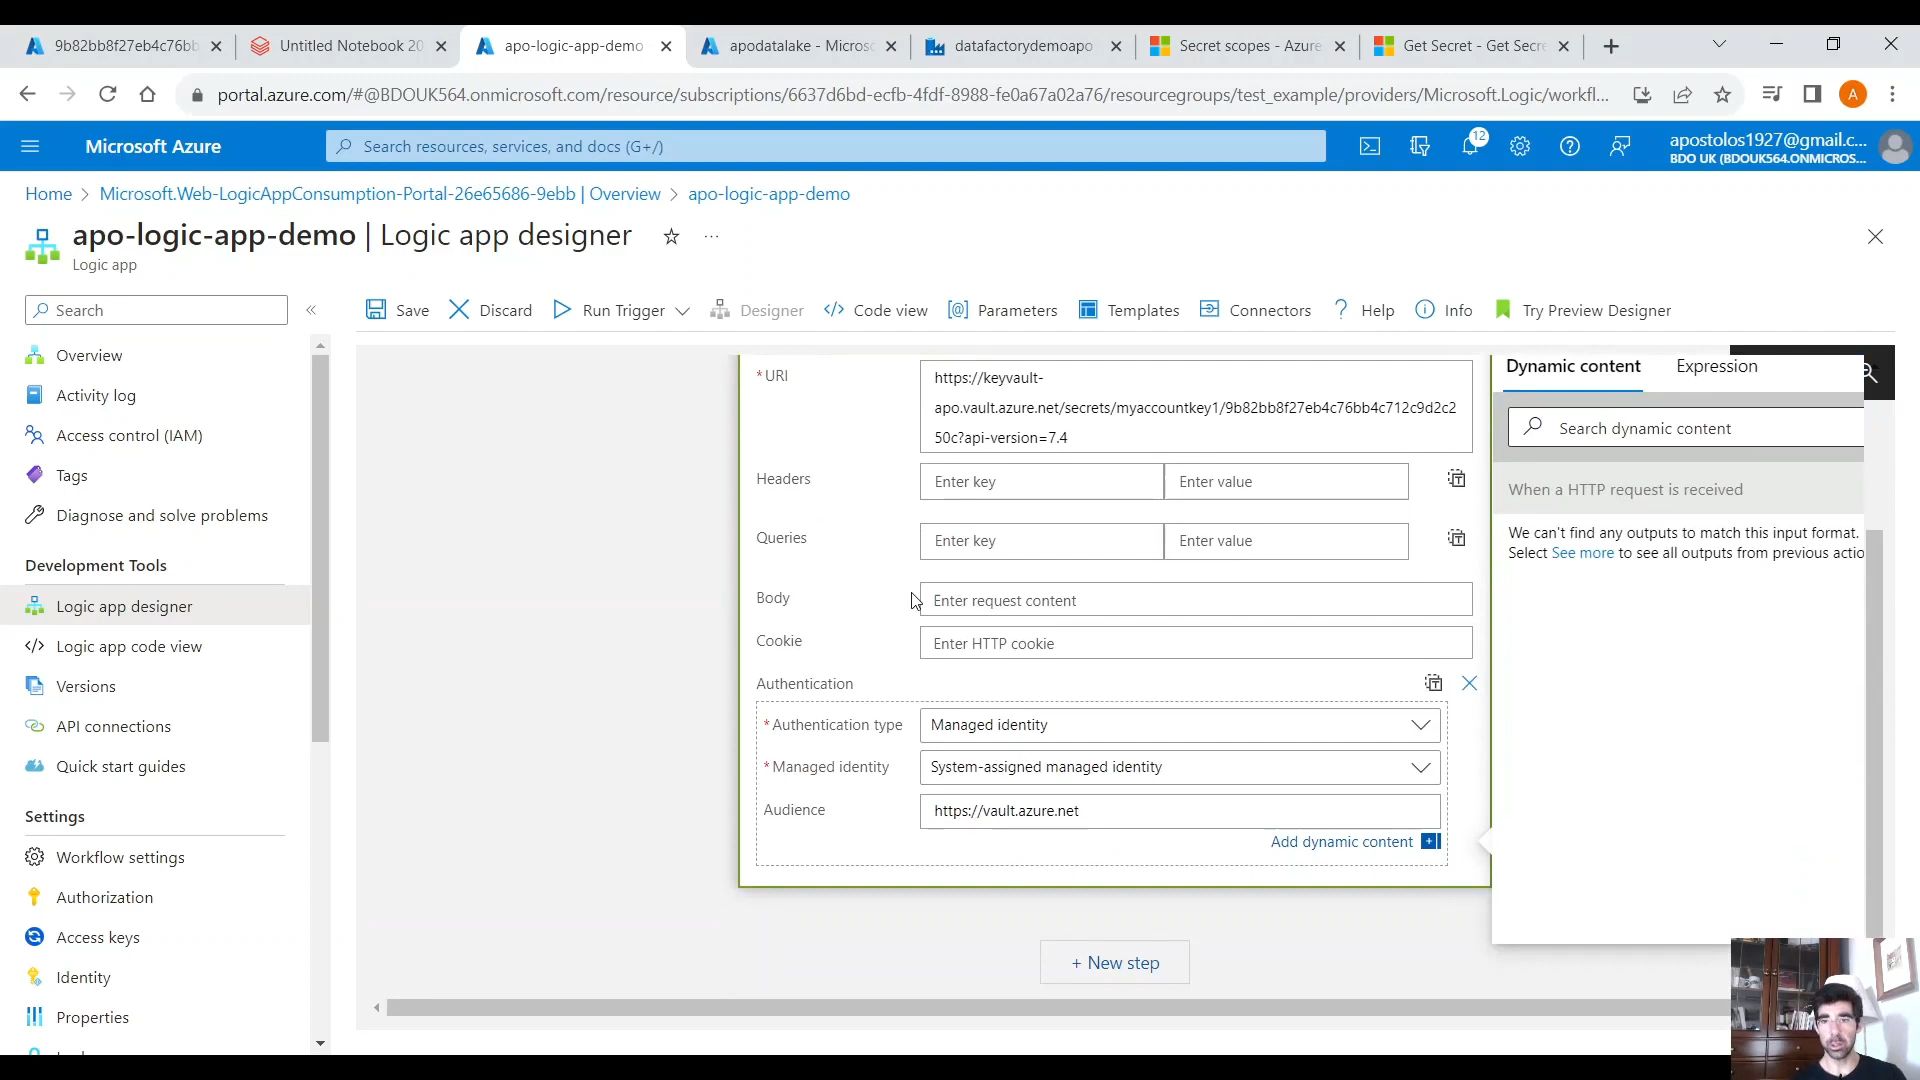 9b82bb8f27eb4c76bb
Untitled Notebook 20
apo-logic-app-demo
apodatalake - Micros
datafactorydemoapo
Secret scopes - Azure
Get Secret - Get Secre
portal.azure.com/#@BDOUK564.onmicrosoft.com/resource/subscriptions/6637d6bd-ecfb-4fdf-8988-fe0a67a02a76/resourcegroups/test_example/providers/Microsoft.Logic/workfl...
A
Microsoft Azure
Search resources, services, and docs (G+/)
12
apostolos1927@gmail.c...
BDO UK (BDOUK564.ONMICROS...
Home > Microsoft.Web-LogicAppConsumption-Portal-26e65686-9ebb | Overview > apo-logic-app-demo
apo-logic-app-demo | Logic app designer
Logic app
Search
Save
Discard
Run Trigger
Designer
Code view
Parameters
Templates
Connectors
Help
Info
Try Preview Designer
Overview
Activity log
Access control (IAM)
Tags
Diagnose and solve problems
Development Tools
Logic app designer
Logic app code view
Versions
API connections
Quick start guides
Settings
Workflow settings
Authorization
Access keys
Identity
Properties
* URI
https://keyvault-
apo.vault.azure.net/secrets/myaccountkey1/9b82bb8f27eb4c76bb4c712c9d2c2
50c?api-version=7.4
Headers
Enter key
Enter value
Queries
Enter key
Enter value
Body
Enter request content
Cookie
Enter HTTP cookie
Authentication
* Authentication type
Managed identity
* Managed identity
System-assigned managed identity
Audience
https://vault.azure.net
Add dynamic content
+ New step
Dynamic content
Expression
Search dynamic content
When a HTTP request is received
We can't find any outputs to match this input format.
Select See more to see all outputs from previous actio